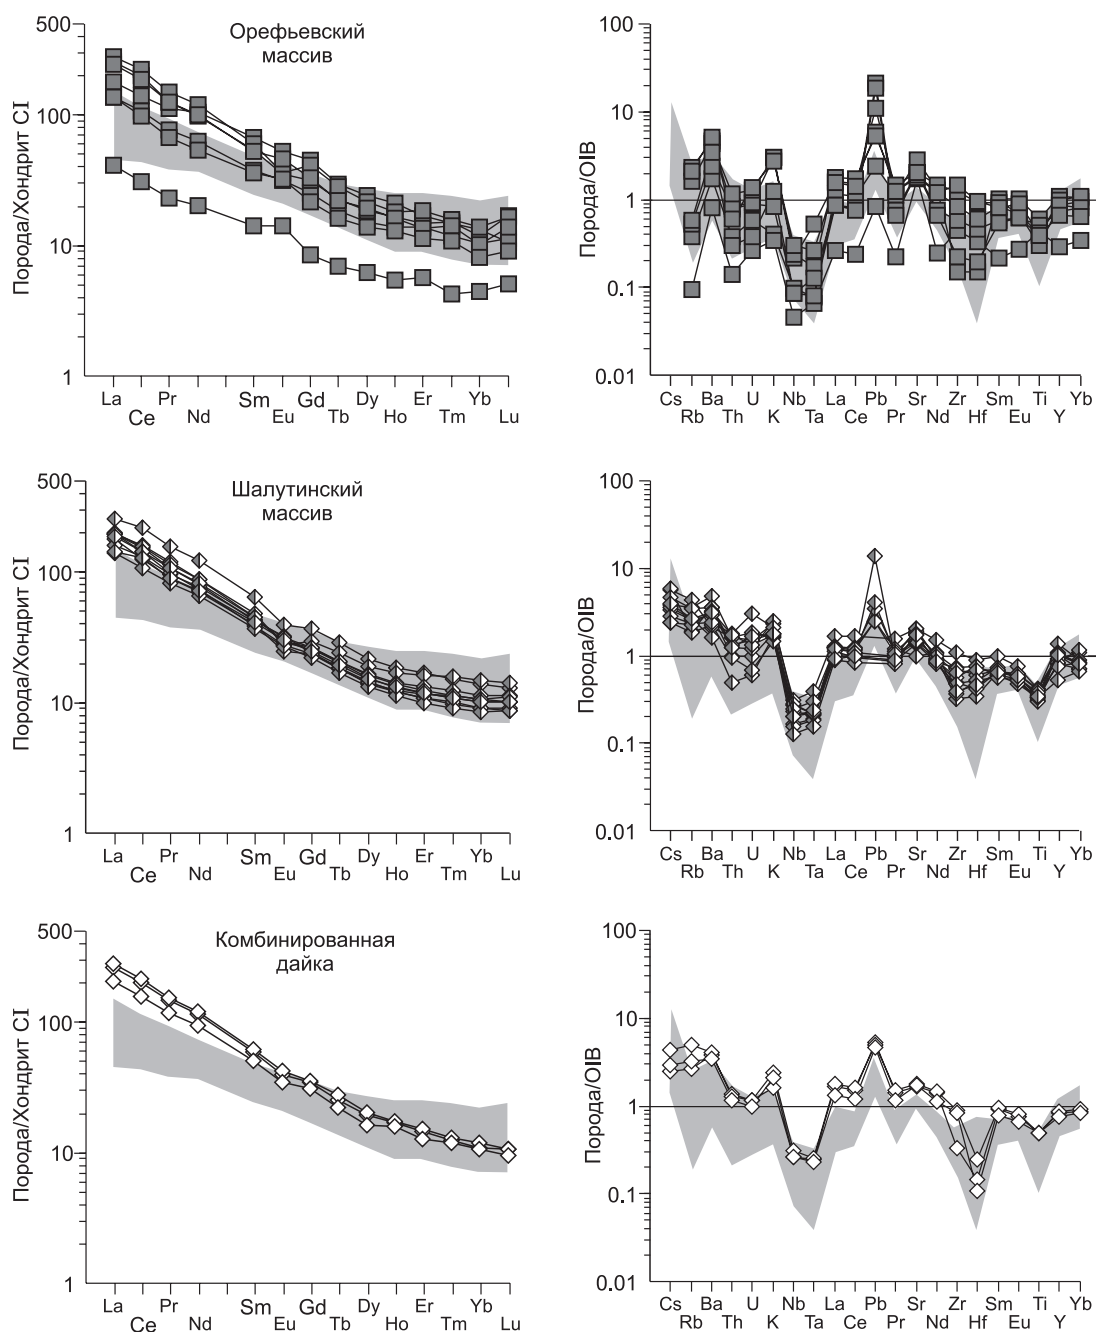 500
100
10
1
Порода/Хондрит CI
Орефьевский
массив
La Pr Sm Gd Dy Er Yb
Ce Nd Eu Tb Ho Tm Lu
100
10
1
0.1
0.01
Порода/OIB
Cs Ba U Nb La Pb Sr Zr Sm Ti Yb
Rb Th K Ta Ce Pr Nd Hf Eu Y
500
100
10
1
Порода/Хондрит CI
Шалутинский
массив
La Pr Sm Gd Dy Er Yb
Ce Nd Eu Tb Ho Tm Lu
100
10
1
0.1
0.01
Порода/OIB
Cs Ba U Nb La Pb Sr Zr Sm Ti Yb
Rb Th K Ta Ce Pr Nd Hf Eu Y
500
100
10
1
Порода/Хондрит CI
Комбинированная
дайка
La Pr Sm Gd Dy Er Yb
Ce Nd Eu Tb Ho Tm Lu
100
10
1
0.1
0.01
Порода/OIB
Cs Ba U Nb La Pb Sr Zr Sm Ti Yb
Rb Th K Ta Ce Pr Nd Hf Eu Y